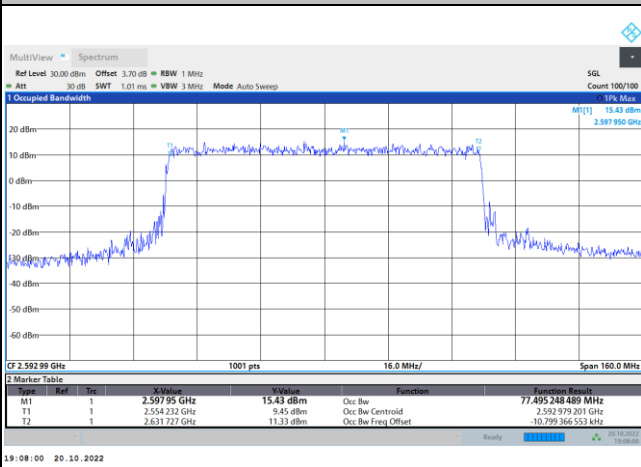 MultiView Spectrum
Ref Level 30.00 dBm Offset 3.70 dB RBW 1 MHz SGL
Att 30 dB SWT 1.01 ms VBW 3 MHz Mode Auto Sweep Count 100/100
1 Occupied Bandwidth 1Pk Max
M1[1] 15.43 dBm
2.597 950 GHz
20 dBm
M1
T1
T2
10 dBm
0 dBm
-10 dBm
-20 dBm
-30 dBm
-40 dBm
-50 dBm
-60 dBm
CF 2.592 99 GHz 1001 pts 16.0 MHz/ Span 160.0 MHz
2 Marker Table
Type Ref Trc X-Value Y-Value Function Function Result
M1 1 2.597 95 GHz 15.43 dBm Occ Bw 77.495 248 489 MHz
T1 1 2.554 232 GHz 9.45 dBm Occ Bw Centroid 2.592 979 201 GHz
T2 1 2.631 727 GHz 11.33 dBm Occ Bw Freq Offset -10.799 366 553 kHz
Ready 20.10.2022
19:08:00
19:08:00 20.10.2022